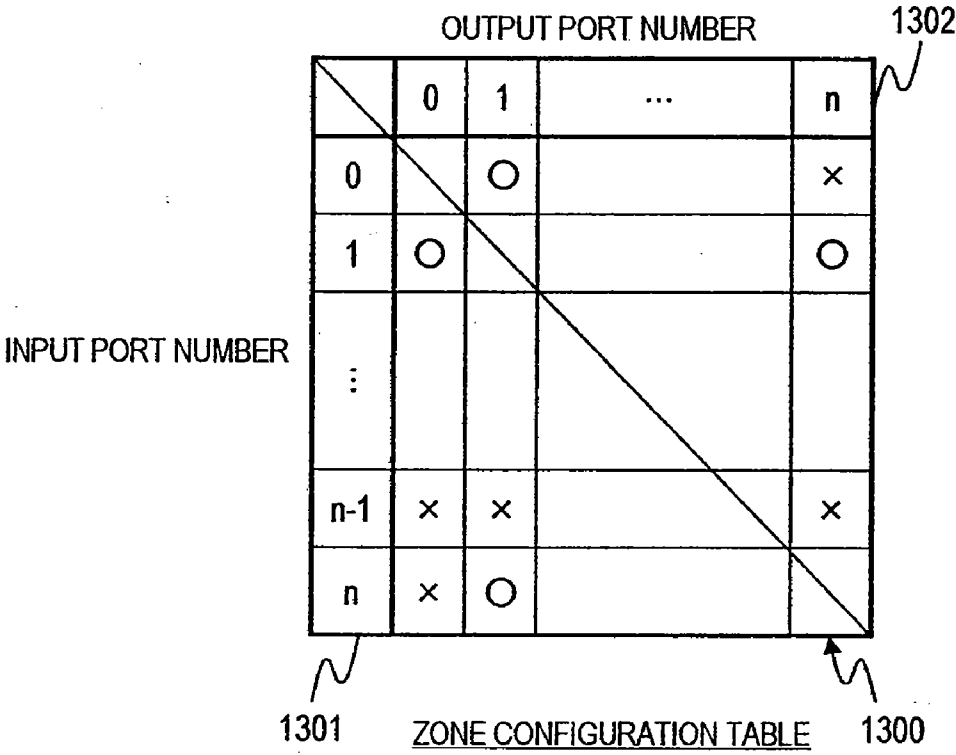 OUTPUT PORT NUMBER
1302
0 1 ... n
0 ○ ×
1 ○ ○
INPUT PORT NUMBER
⋮
n-1 × × ×
n × ○
1301
ZONE CONFIGURATION TABLE
1300